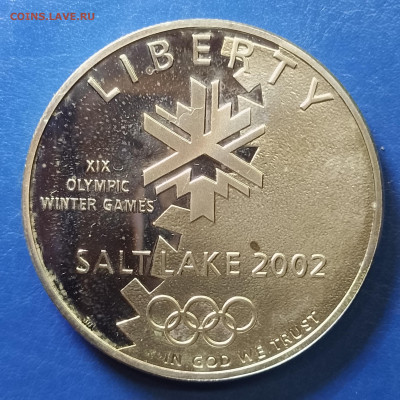 COINS.LAVE.RU
LIBERTY
XIX
OLYMPIC
WINTER GAMES
SALT LAKE 2002
IN GOD WE TRUST